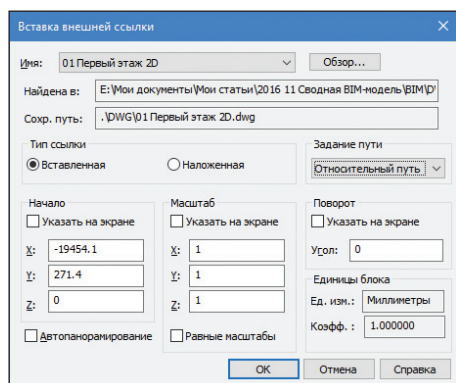 Вставка внешней ссылки
Имя: 01 Первый этаж 2D Обзор...
Найдена в: E:\Мои документы\Мои статьи\2016 11 Сводная BIM-модель\BIM\D
Сохр. путь: .\DWG\01 Первый этаж 2D.dwg
Тип ссылки Задание пути
Вставленная Наложенная Относительный путь
Начало Масштаб Поворот
Указать на экране Указать на экране Указать на экране
X: -19454.1 X: 1 Угол: 0
Y: 271.4 Y: 1 Единицы блока
Z: 0 Z: 1 Ед. изм.: Миллиметры
Автопанорамирование Равные масштабы Коэфф. : 1.000000
OK Отмена Справка